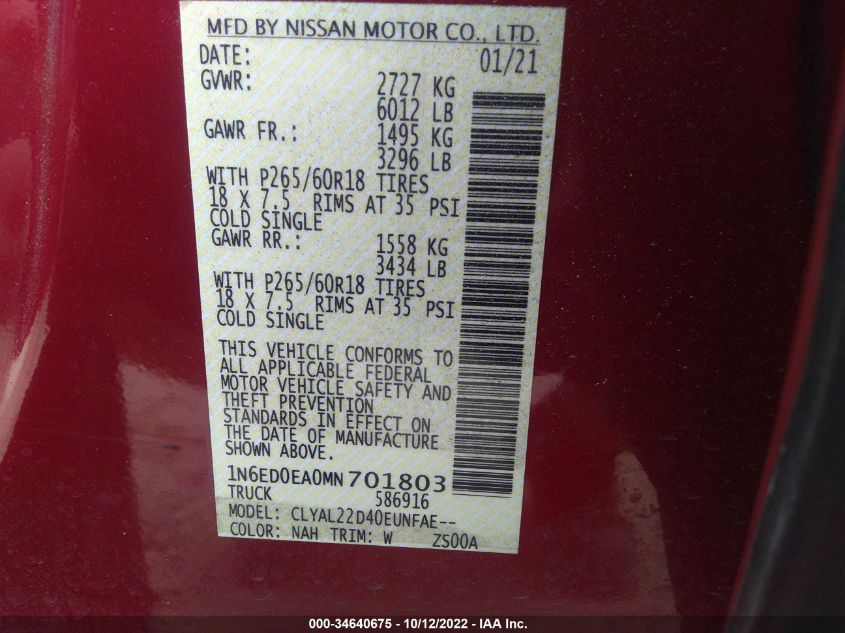 MFD BY NISSAN MOTOR CO., LTD.
DATE: 01/21
GVWR: 2727 KG
6012 LB
GAWR FR.: 1495 KG
3296 LB
WITH P265/60R18 TIRES
18 X 7.5 RIMS AT 35 PSI
COLD SINGLE
GAWR RR.: 1558 KG
3434 LB
WITH P265/60R18 TIRES
18 X 7.5 RIMS AT 35 PSI
COLD SINGLE
THIS VEHICLE CONFORMS TO
ALL APPLICABLE FEDERAL
MOTOR VEHICLE SAFETY AND
THEFT PREVENTION
STANDARDS IN EFFECT ON
THE DATE OF MANUFACTURE
SHOWN ABOVE.
1N6ED0EA0MN701803
TRUCK 586916
MODEL: CLYAL22D40EUNFAE--
COLOR: NAH TRIM: W ZS00A
000-34640675 - 10/12/2022 - IAA Inc.